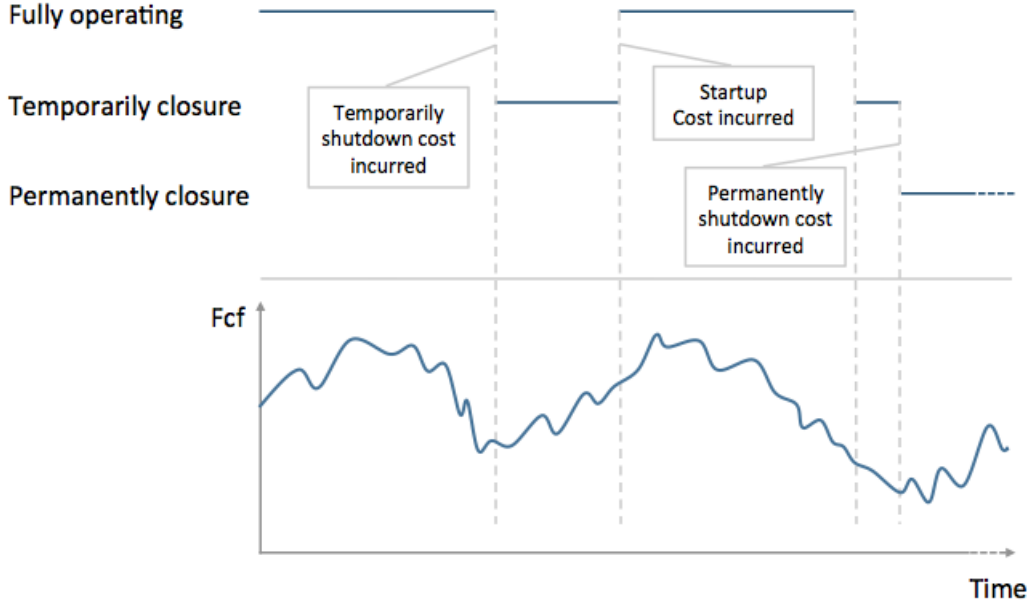 Fully operating
Temporarily closure
Temporarily
shutdown cost
incurred
Startup
Cost incurred
Permanently closure
Permanently
shutdown cost
incurred
Fcf
Time